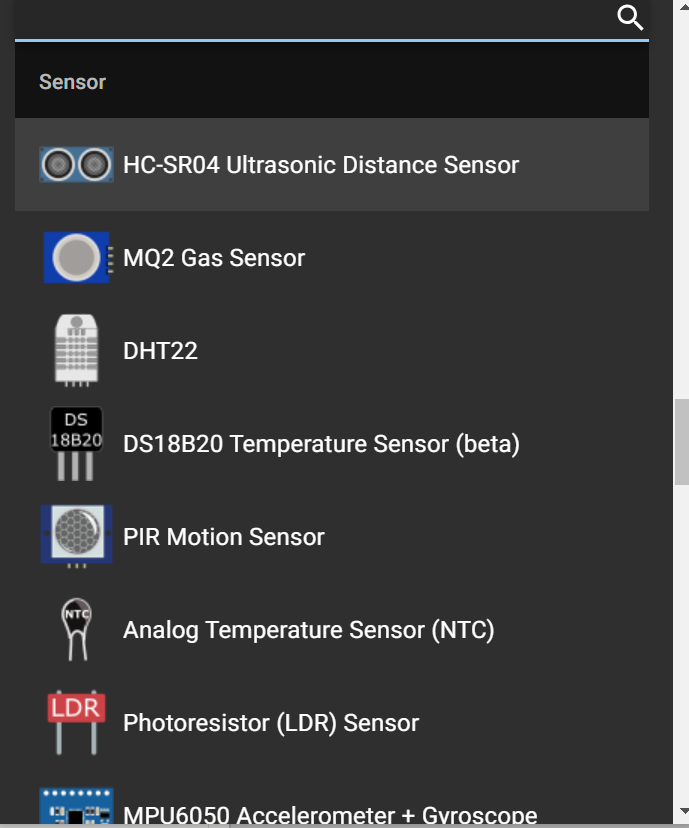 Sensor
HC-SR04 Ultrasonic Distance Sensor
MQ2 Gas Sensor
DHT22
DS
18B20
DS18B20 Temperature Sensor (beta)
PIR Motion Sensor
NTC
Analog Temperature Sensor (NTC)
LDR
Photoresistor (LDR) Sensor
MPU6050 Accelerometer + Gyroscope